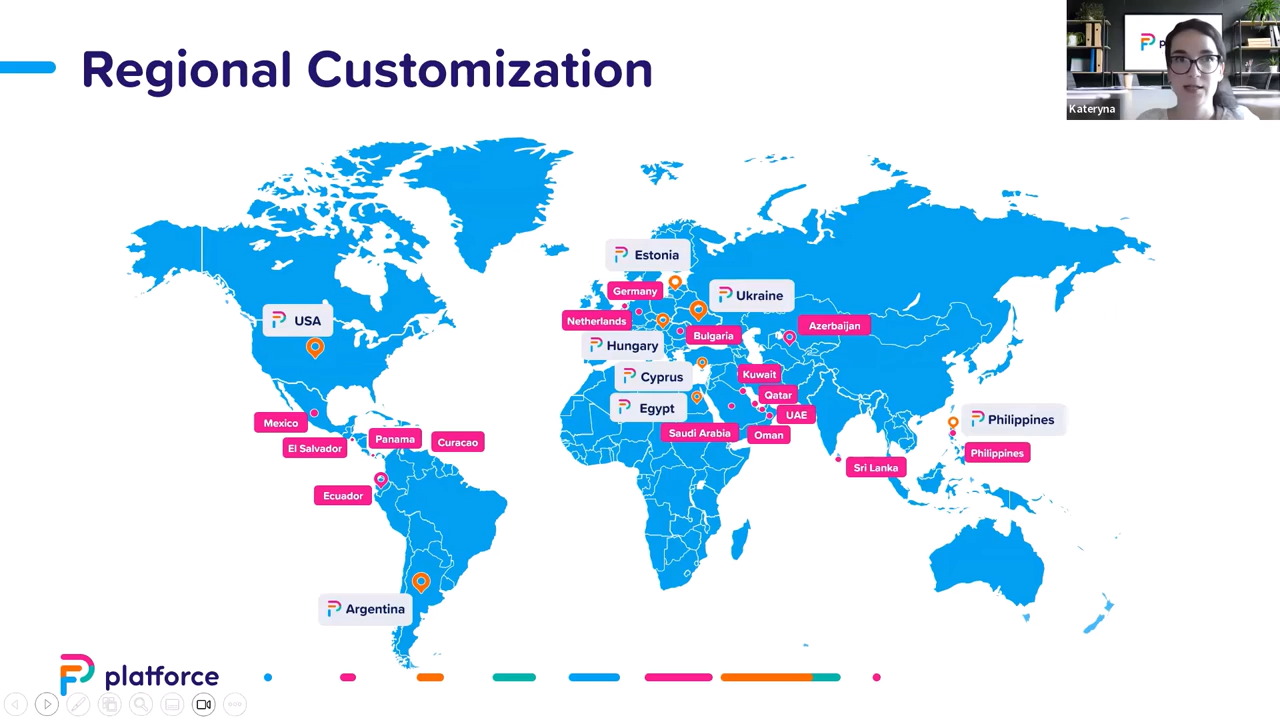 Regional Customization
Kateryna
Estonia
Germany
Ukraine
USA
Netherlands
Azerbaijan
Bulgaria
Hungary
Cyprus
Kuwait
Qatar
Egypt
UAE
Mexico
Philippines
Saudi Arabia
Oman
Panama
Curacao
El Salvador
Philippines
Sri Lanka
Ecuador
Argentina
platforce